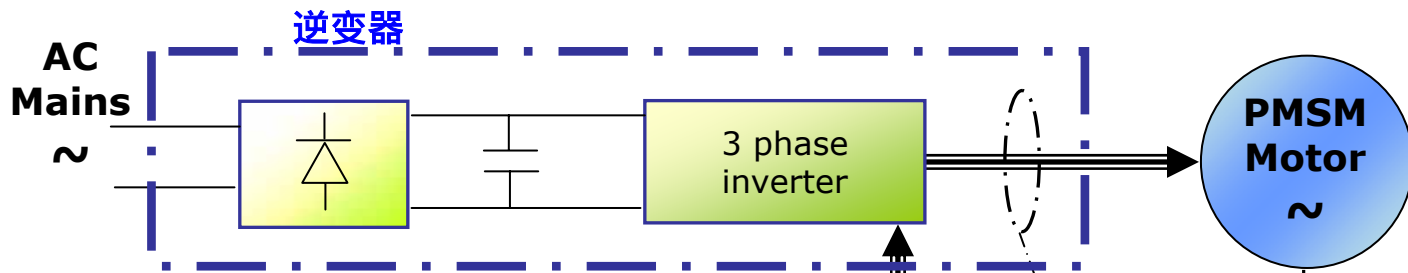 逆变器
AC
Mains
~
3 phase
inverter
PMSM
Motor
~